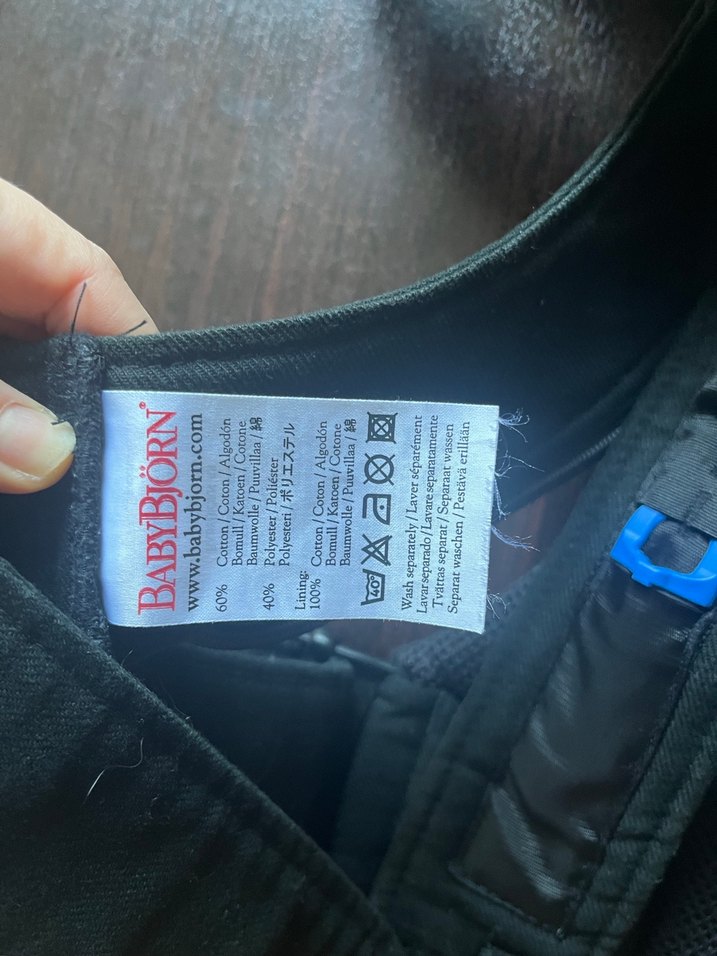 BABYBJÖRN®
www.babybjorn.com
60% Cotton / Coton / Algodón
Bomull / Katoen / Cotone
Baumwolle / Puuvillaa / 綿
40% Polyester / Poliéster
Polyesteri / ポリエステル
Lining:
100% Cotton / Coton / Algodón
Bomull / Katoen / Cotone
Baumwolle / Puuvillaa / 綿
40°
Wash separately / Laver séparément
Lavar separado / Lavare separatamente
Tvättas separat / Separaat wassen
Separat waschen / Pestävä erillään